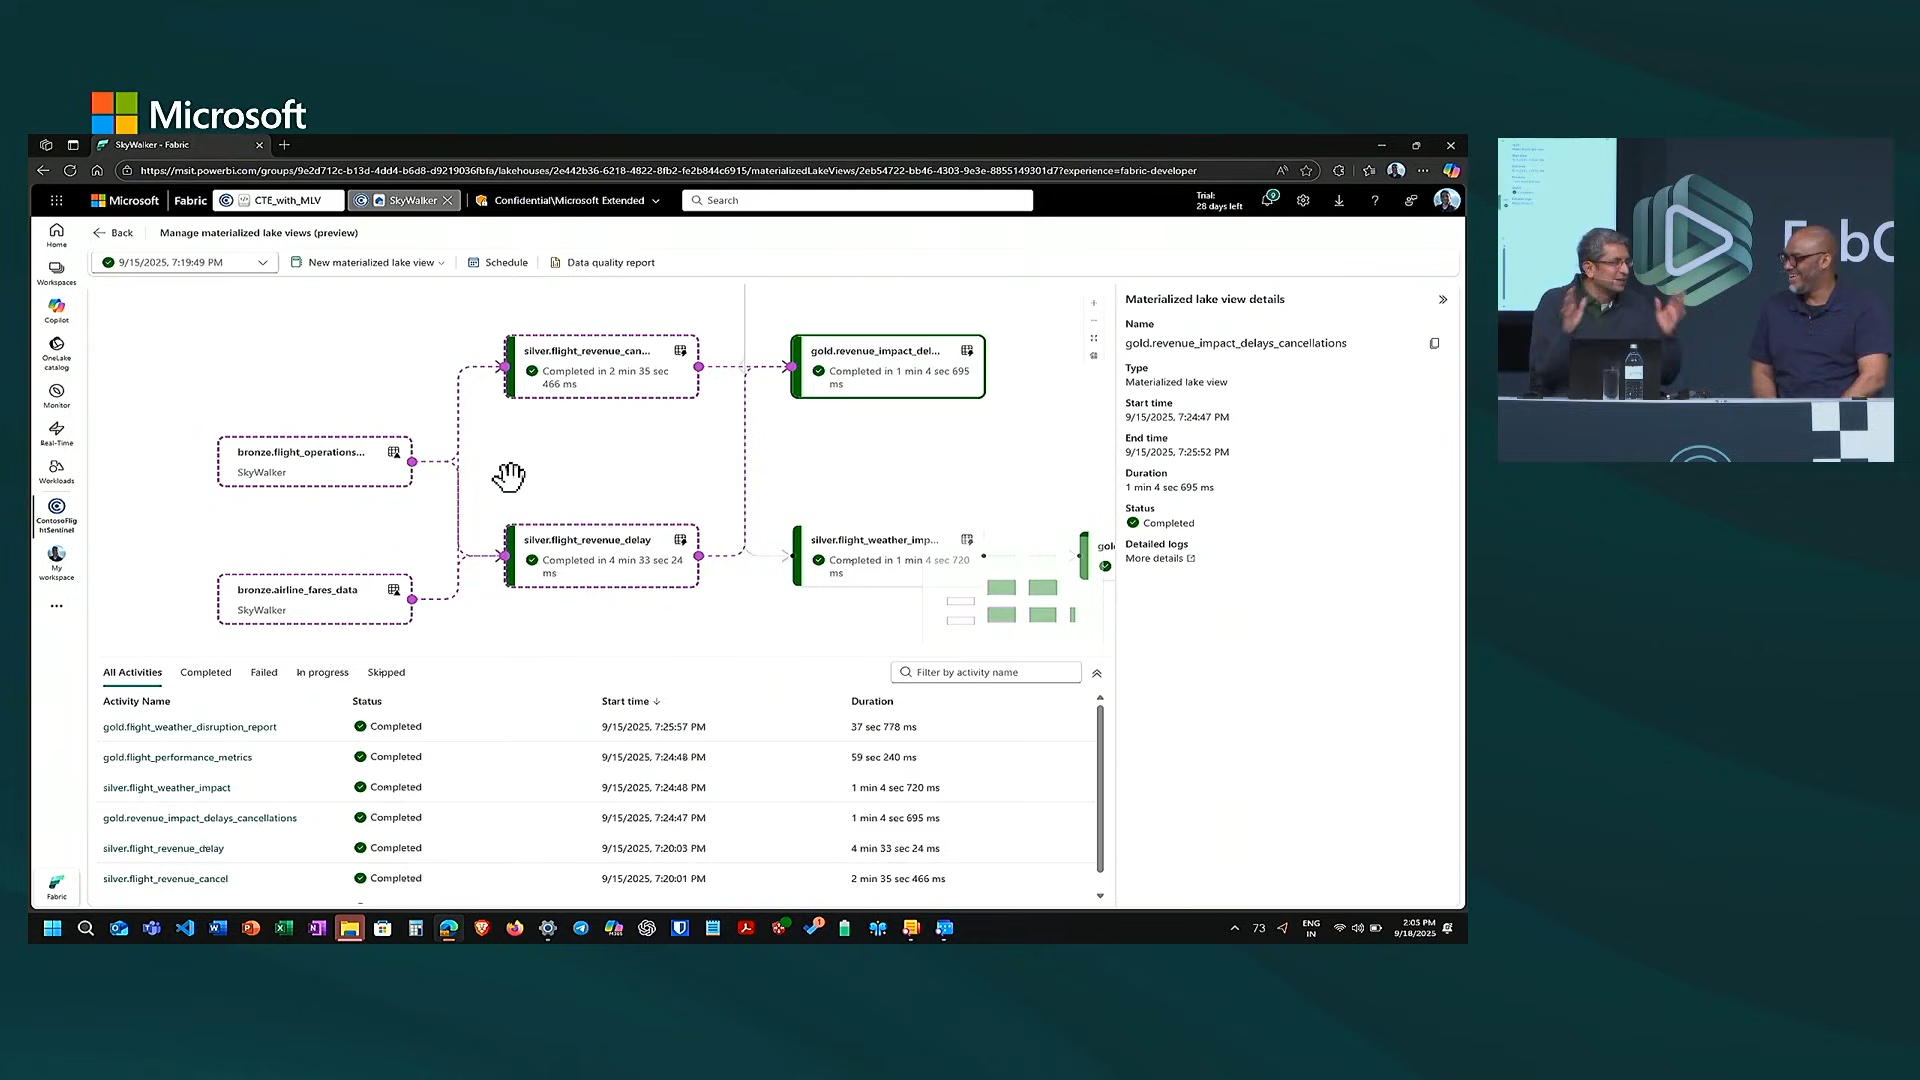 Microsoft
SkyWalker - Fabric
https://msit.powerbi.com/groups/9e2d712c-b13d-4dd4-b6d8-d9219036fbfa/lakehouses/2e442b36-6218-4822-8fb2-fe2b844c6915/materializedLakeViews/2eb54722-bb46-4303-9e3e-8855149301d7?experience=fabric-developer
Microsoft Fabric CTE_with_MLV SkyWalker Confidential\Microsoft Extended Search
Trial:
28 days left
Home
Workspaces
Copilot
OneLake
catalog
Monitor
Real-Time
Workloads
ContosoFlig
htSentinel
My
workspace
Fabric
Back Manage materialized lake views (preview)
9/15/2025, 7:19:49 PM New materialized lake view Schedule Data quality report
silver.flight_revenue_can...
Completed in 2 min 35 sec
466 ms
gold.revenue_impact_del...
Completed in 1 min 4 sec 695
ms
bronze.flight_operations...
SkyWalker
silver.flight_revenue_delay
Completed in 4 min 33 sec 24
ms
silver.flight_weather_imp...
Completed in 1 min 4 sec 720
ms
gol
bronze.airline_fares_data
SkyWalker
Materialized lake view details
Name
gold.revenue_impact_delays_cancellations
Type
Materialized lake view
Start time
9/15/2025, 7:24:47 PM
End time
9/15/2025, 7:25:52 PM
Duration
1 min 4 sec 695 ms
Status
Completed
Detailed logs
More details
All Activities Completed Failed In progress Skipped Filter by activity name
Activity Name Status Start time Duration
gold.flight_weather_disruption_report Completed 9/15/2025, 7:25:57 PM 37 sec 778 ms
gold.flight_performance_metrics Completed 9/15/2025, 7:24:48 PM 59 sec 240 ms
silver.flight_weather_impact Completed 9/15/2025, 7:24:48 PM 1 min 4 sec 720 ms
gold.revenue_impact_delays_cancellations Completed 9/15/2025, 7:24:47 PM 1 min 4 sec 695 ms
silver.flight_revenue_delay Completed 9/15/2025, 7:20:03 PM 4 min 33 sec 24 ms
silver.flight_revenue_cancel Completed 9/15/2025, 7:20:01 PM 2 min 35 sec 466 ms
73
ENG
IN
2:05 PM
9/18/2025